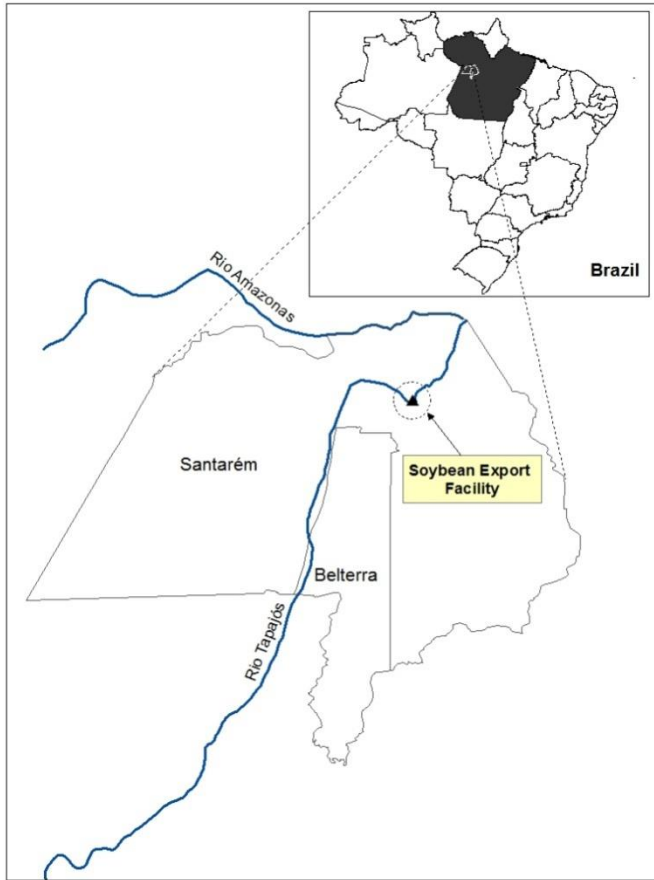 Brazil
Rio Amazonas
Santarém
Soybean Export
Facility
Belterra
Rio Tapajós